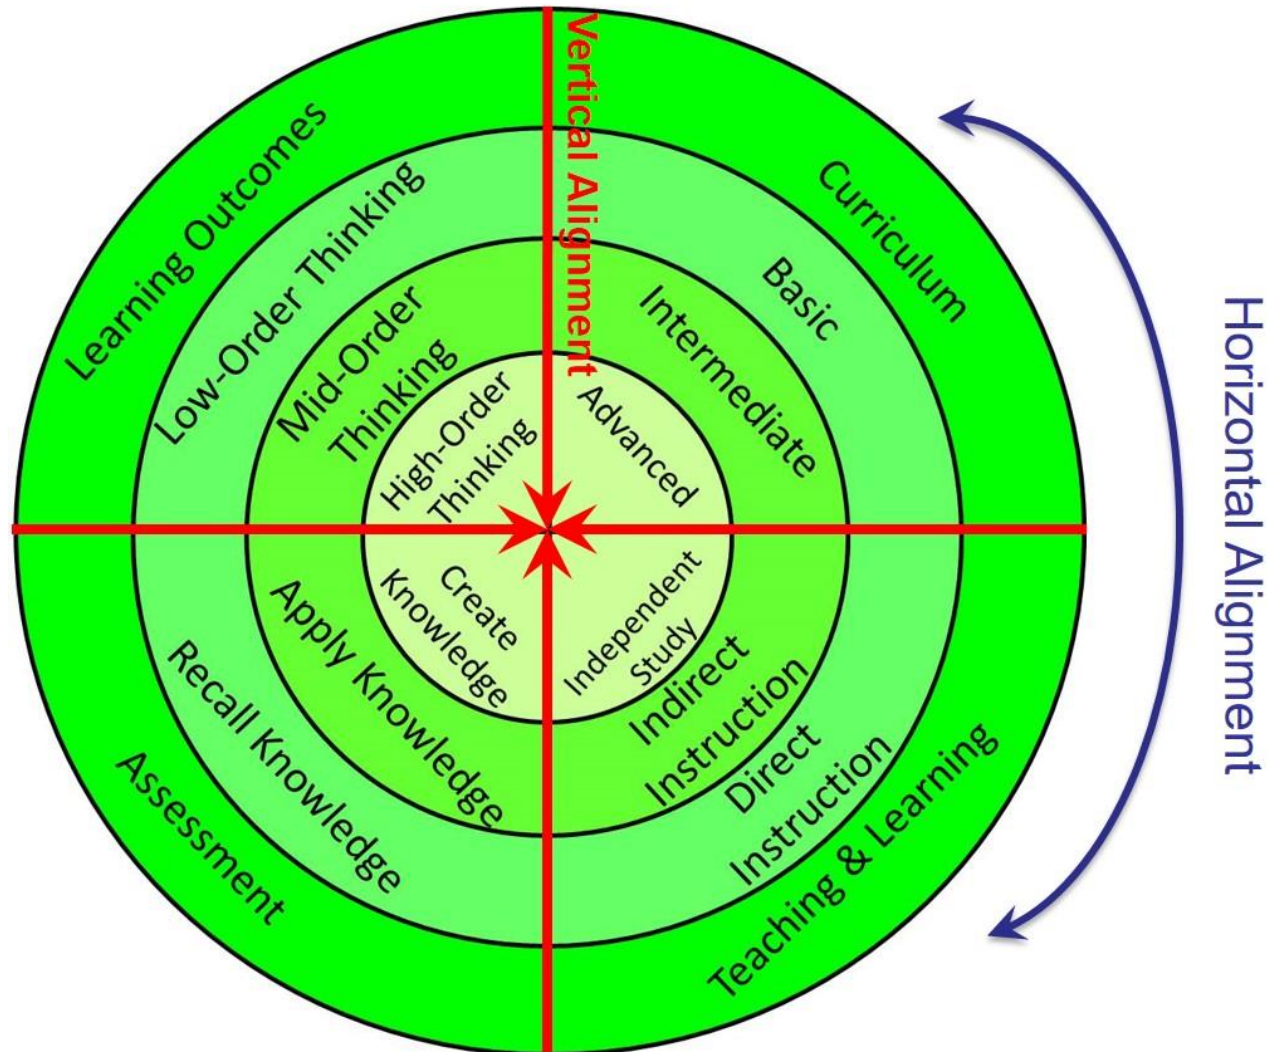 Vertical Alignment
Horizontal Alignment
Learning Outcomes
Low-Order Thinking
Mid-Order
Thinking
High-Order
Thinking
Curriculum
Basic
Intermediate
Advanced
Assessment
Recall Knowledge
Apply Knowledge
Create
Knowledge
Independent
Study
Indirect
Instruction
Direct
Instruction
Teaching & Learning